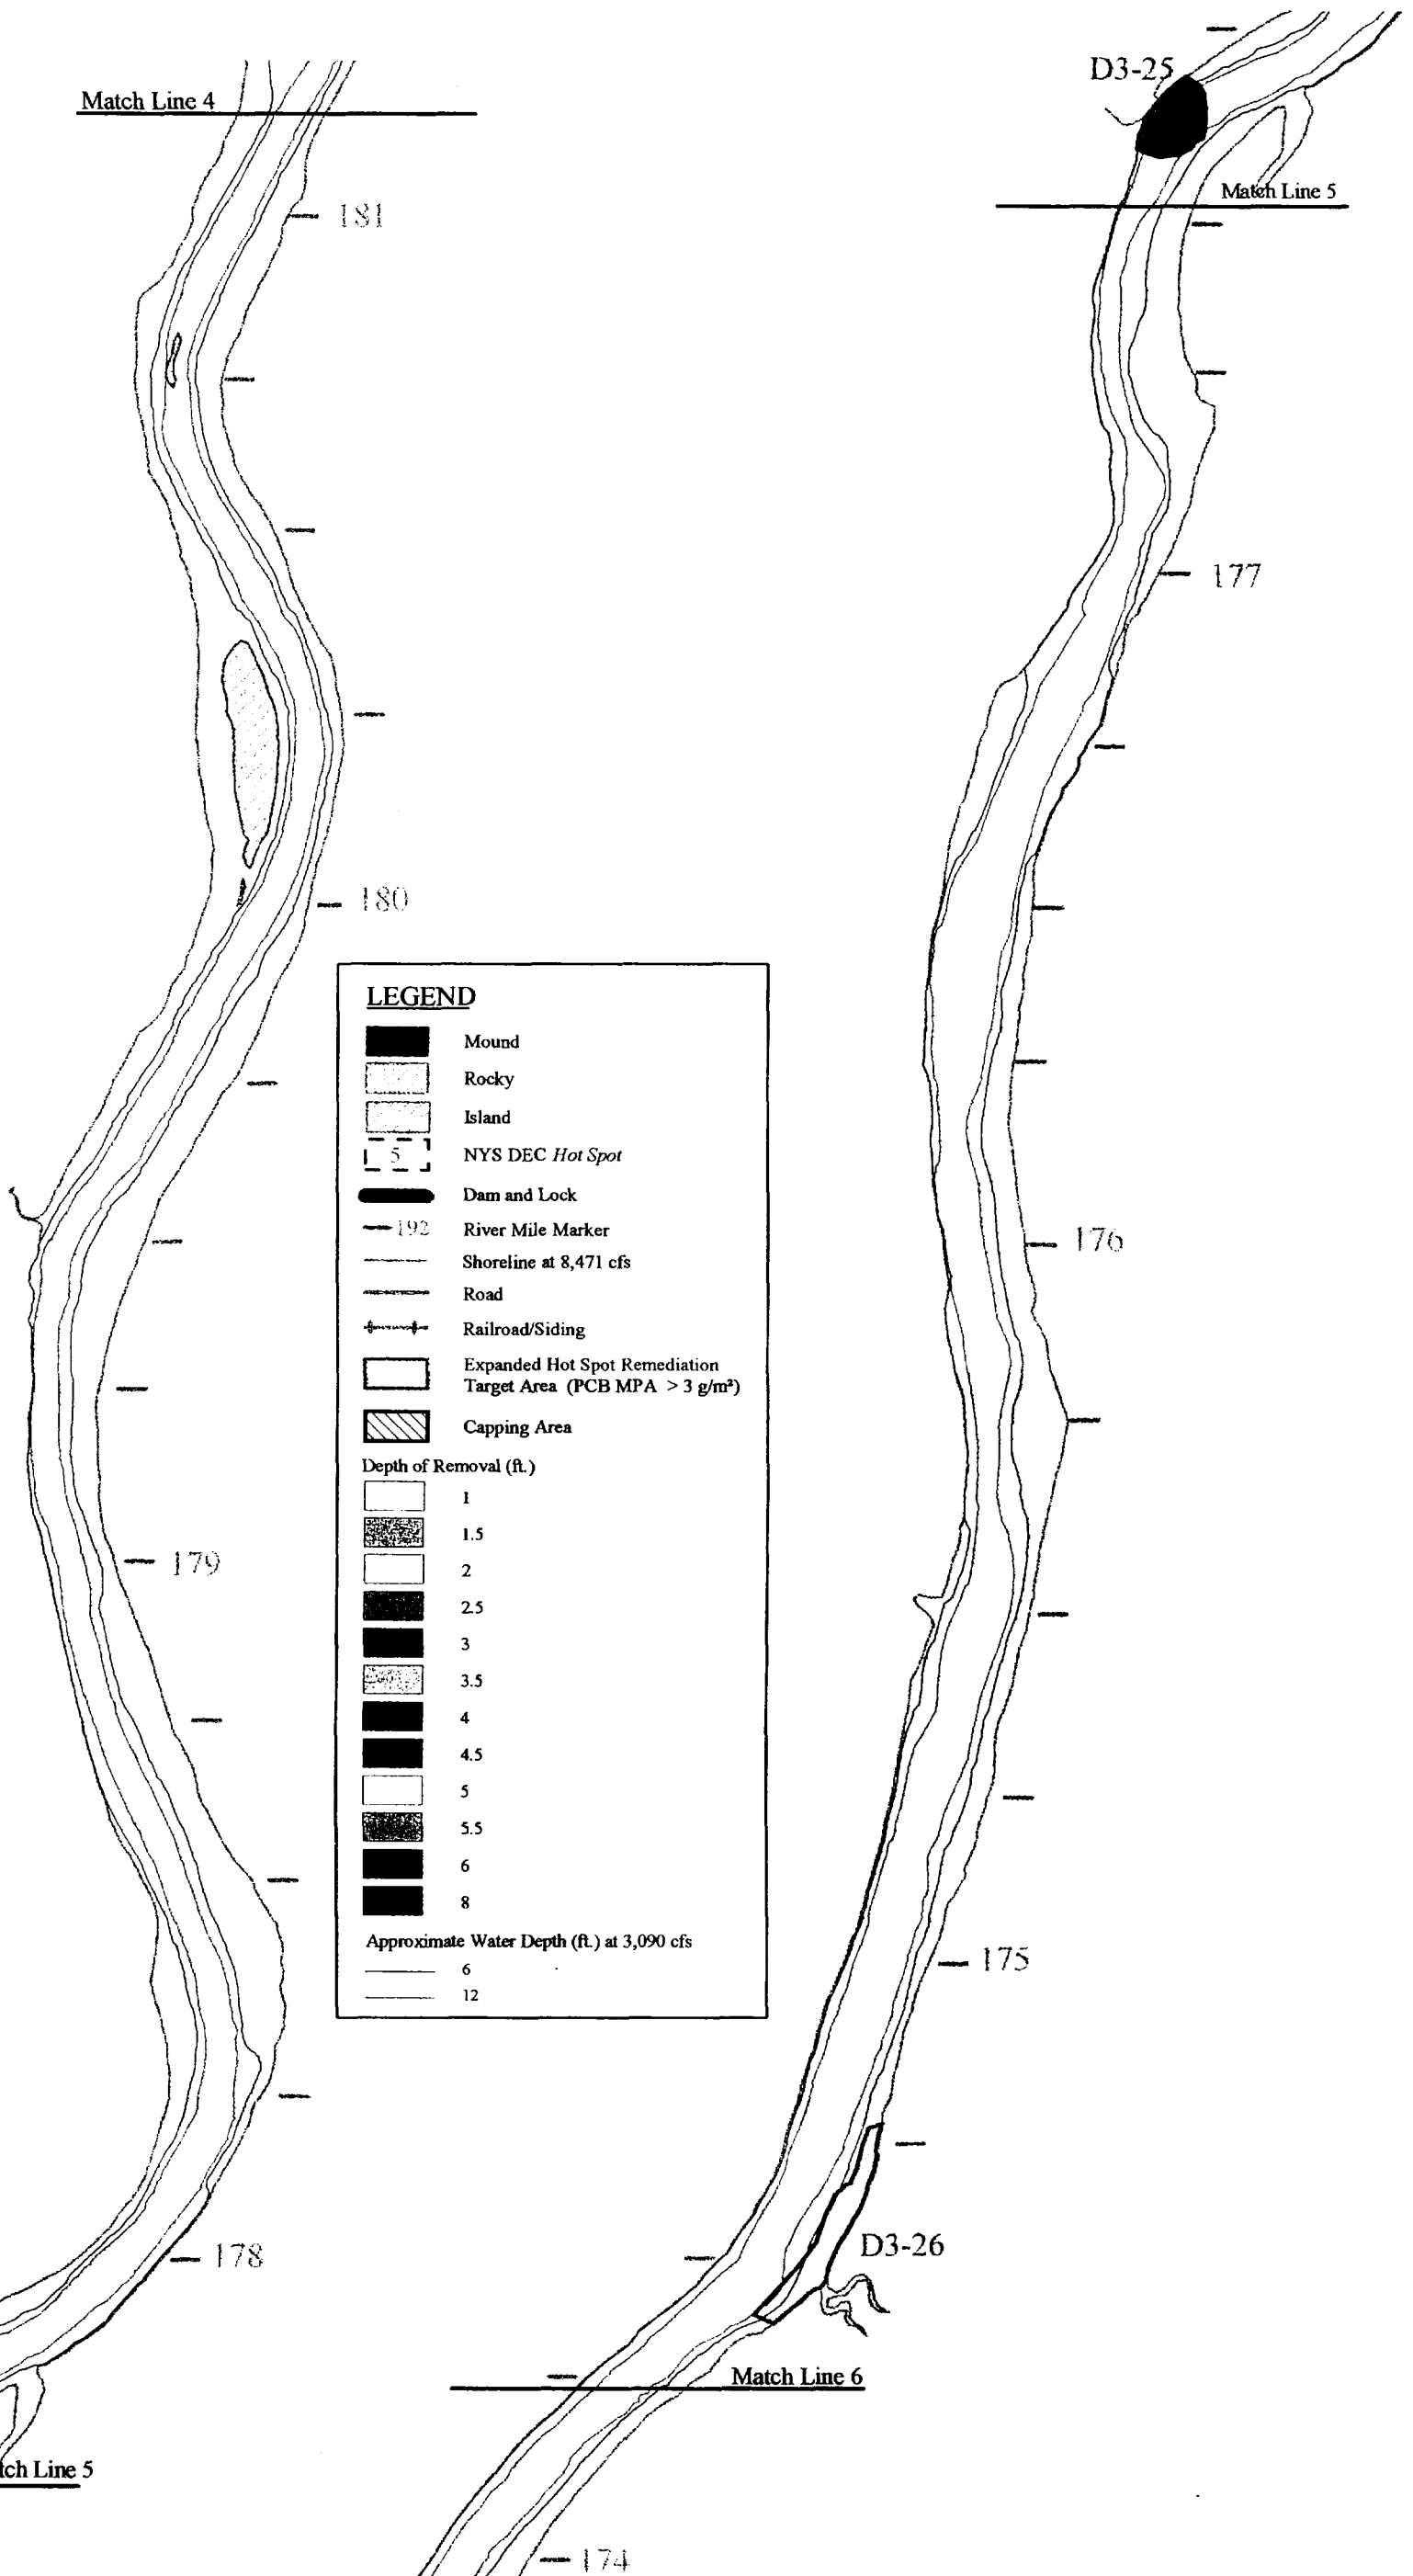 Match Line 4
181
180
179
178
tch Line 5
LEGEND
Mound
Rocky
Island
5 NYS DEC Hot Spot
Dam and Lock
192 River Mile Marker
Shoreline at 8,471 cfs
Road
Railroad/Siding
Expanded Hot Spot Remediation
Target Area (PCB MPA > 3 g/m²)
Capping Area
Depth of Removal (ft.)
1
1.5
2
2.5
3
3.5
4
4.5
5
5.5
6
8
Approximate Water Depth (ft.) at 3,090 cfs
6
12
D3-25
Match Line 5
177
176
175
D3-26
Match Line 6
174